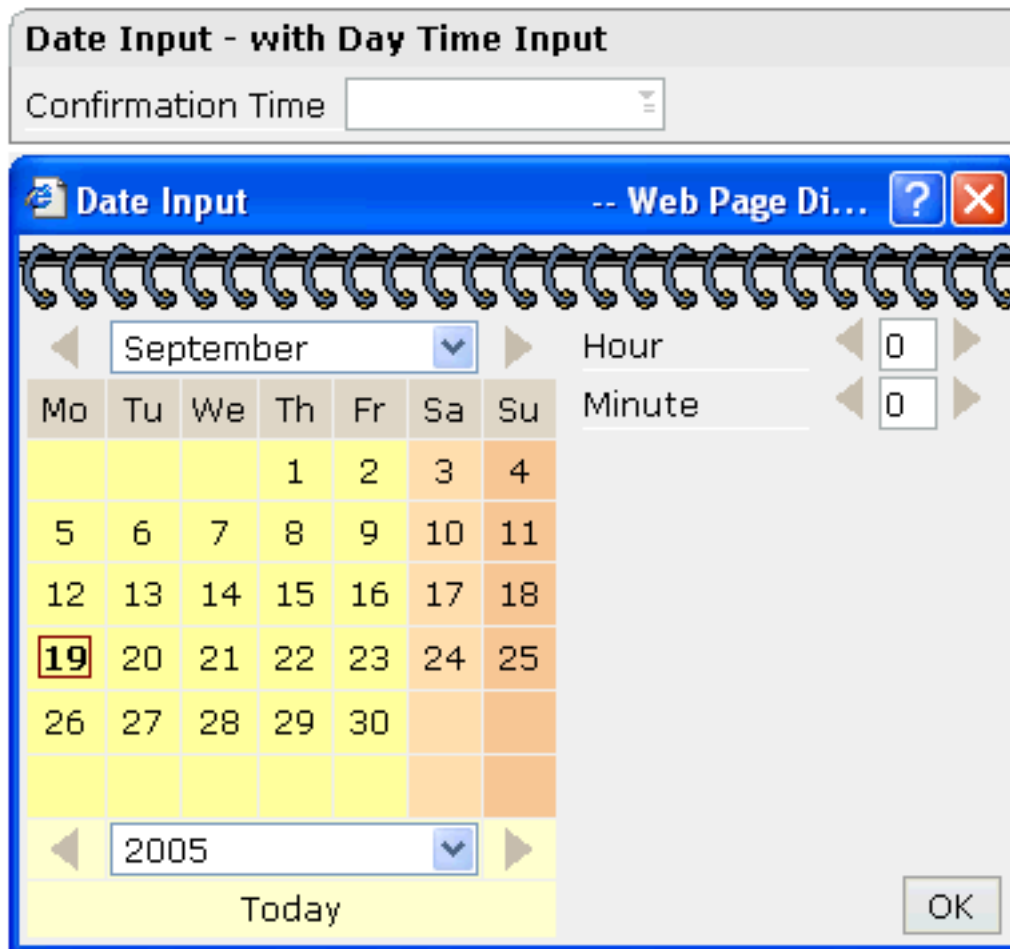 Date Input - with Day Time Input
Confirmation Time
Date Input -- Web Page Di... ?
September
Hour 0
Mo Tu We Th Fr Sa Su
Minute 0
1 2 3 4
5 6 7 8 9 10 11
12 13 14 15 16 17 18
19 20 21 22 23 24 25
26 27 28 29 30
2005
Today
OK